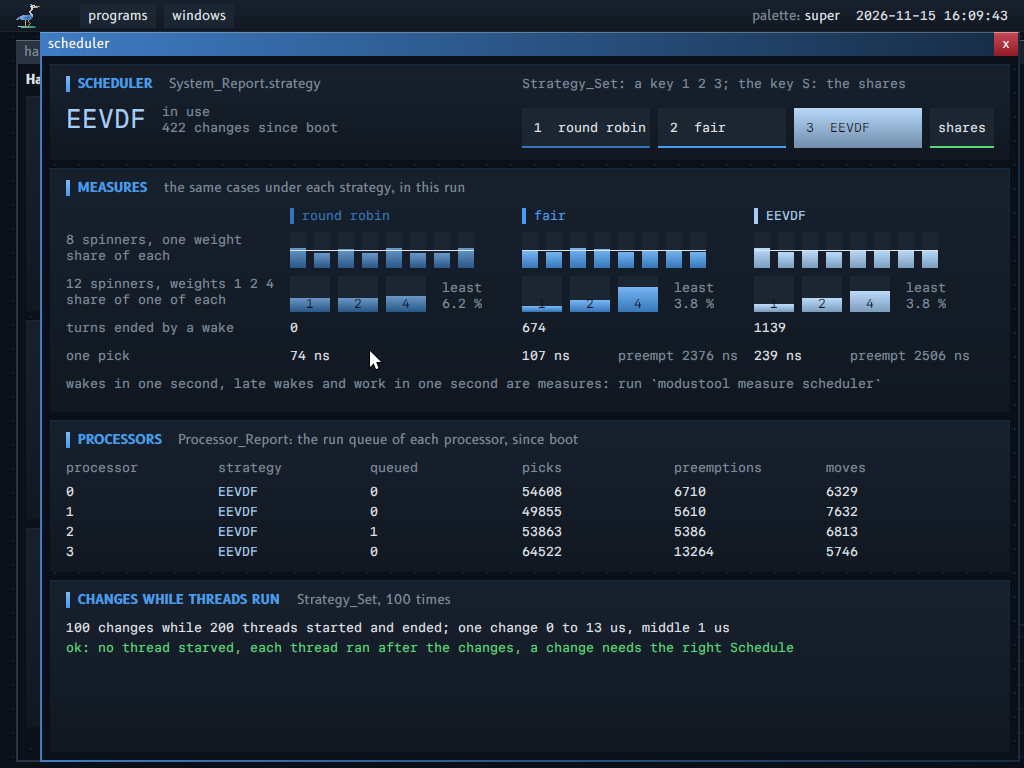 programs windows palette: super 2026-11-15 16:09:43
ha scheduler x
Ha
SCHEDULER System_Report.strategy Strategy_Set: a key 1 2 3; the key S: the shares
EEVDF in use
422 changes since boot
1 round robin 2 fair 3 EEVDF shares
MEASURES the same cases under each strategy, in this run
round robin fair EEVDF
8 spinners, one weight
share of each
12 spinners, weights 1 2 4 least least least
share of one of each 1 2 4 6.2 % 1 2 4 3.8 % 1 2 4 3.8 %
turns ended by a wake 0 674 1139
one pick 74 ns 107 ns preempt 2376 ns 239 ns preempt 2506 ns
wakes in one second, late wakes and work in one second are measures: run `modustool measure scheduler`
PROCESSORS Processor_Report: the run queue of each processor, since boot
processor strategy queued picks preemptions moves
0 EEVDF 0 54608 6710 6329
1 EEVDF 0 49855 5610 7632
2 EEVDF 1 53863 5386 6813
3 EEVDF 0 64522 13264 5746
CHANGES WHILE THREADS RUN Strategy_Set, 100 times
100 changes while 200 threads started and ended; one change 0 to 13 us, middle 1 us
ok: no thread starved, each thread ran after the changes, a change needs the right Schedule